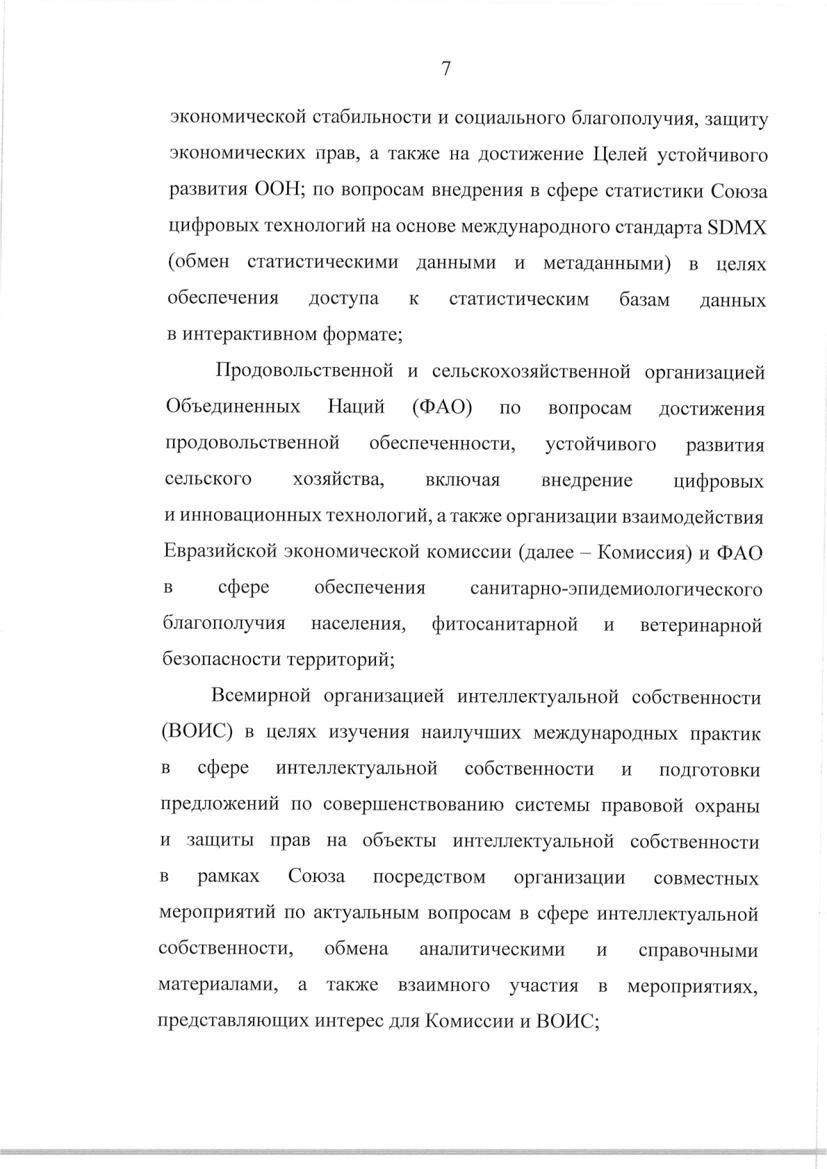 7
экономической стабильности и социального благополучия, защиту
экономических прав, а также на достижение Целей устойчивого
развития ООН; по вопросам внедрения в сфере статистики Союза
цифровых технологий на основе международного стандарта SDMX
(обмен статистическими данными и метаданными) в целях
обеспечения доступа к статистическим базам данных
в интерактивном формате;
Продовольственной и сельскохозяйственной организацией
Объединенных Наций (ФАО) по вопросам достижения
продовольственной обеспеченности, устойчивого развития
сельского хозяйства, включая внедрение цифровых
и инновационных технологий, а также организации взаимодействия
Евразийской экономической комиссии (далее – Комиссия) и ФАО
в сфере обеспечения санитарно-эпидемиологического
благополучия населения, фитосанитарной и ветеринарной
безопасности территорий;
Всемирной организацией интеллектуальной собственности
(ВОИС) в целях изучения наилучших международных практик
в сфере интеллектуальной собственности и подготовки
предложений по совершенствованию системы правовой охраны
и защиты прав на объекты интеллектуальной собственности
в рамках Союза посредством организации совместных
мероприятий по актуальным вопросам в сфере интеллектуальной
собственности, обмена аналитическими и справочными
материалами, а также взаимного участия в мероприятиях,
представляющих интерес для Комиссии и ВОИС;